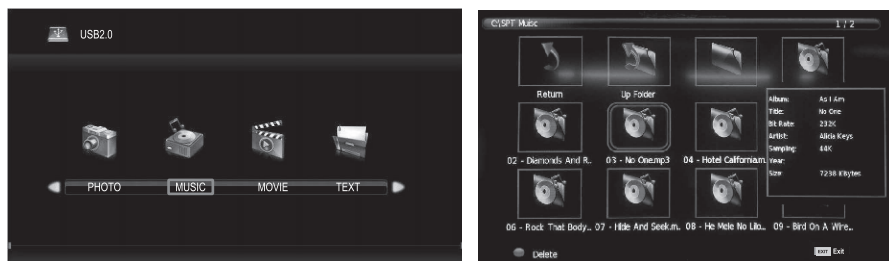 USB2.0
PHOTO MUSIC MOVIE TEXT
C:\SPT Muisc 1 / 2
Return Up Folder
Album: As I Am
Title: No One
Bit Rate: 232K
Artist: Alicia Keys
Sampling: 44K
Year:
Size: 7238 KBytes
02 - Diamonds And R.. 03 - No One.mp3 04 - Hotel California.m
06 - Rock That Body.. 07 - Hide And Seek.m.. 08 - He Mele No Lilo.. 09 - Bird On A Wire..
Delete EXIT Exit